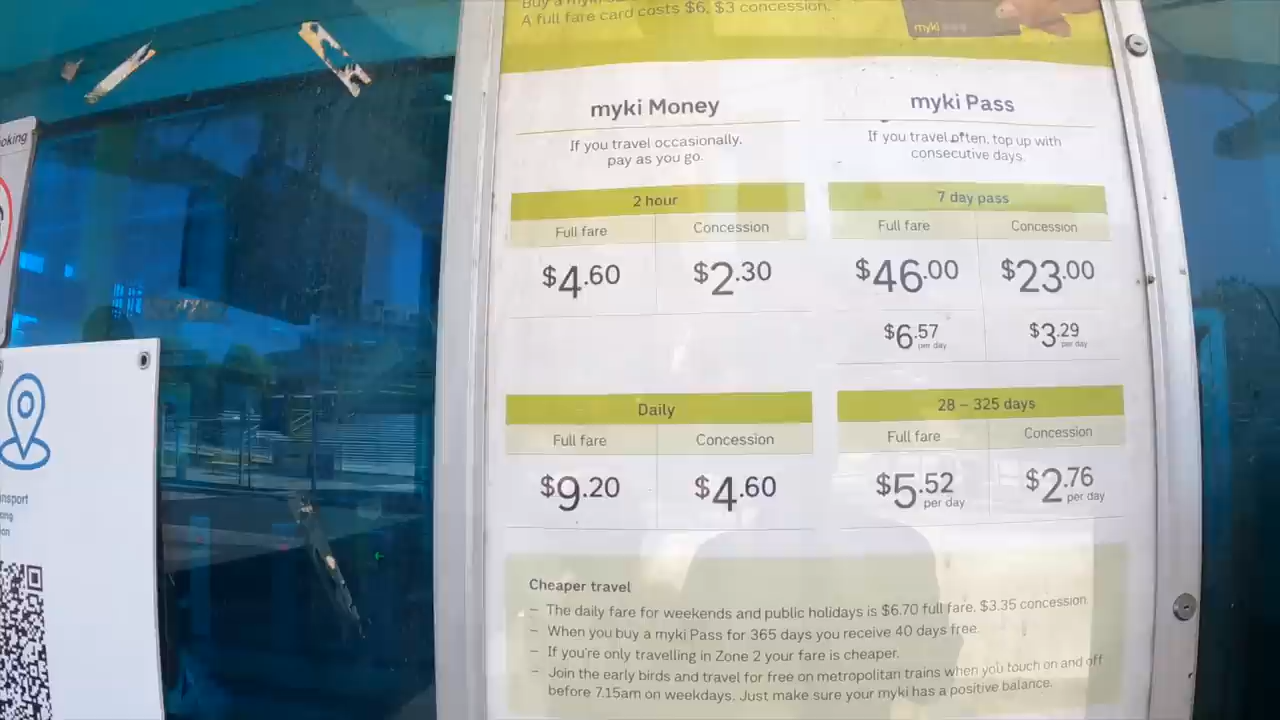 Buy a
A full fare card costs $6, $3 concession.
myki
oking
myki Money
If you travel occasionally,
pay as you go.
2 hour
Full fare
Concession
$4.60
$2.30
Daily
Full fare
Concession
$9.20
$4.60
myki Pass
If you travel often, top up with
consecutive days.
7 day pass
Full fare
Concession
$46.00
$23.00
$6.57 per day
$3.29 per day
28 – 325 days
Full fare
Concession
$5.52 per day
$2.76 per day
Cheaper travel
– The daily fare for weekends and public holidays is $6.70 full fare. $3.35 concession.
– When you buy a myki Pass for 365 days you receive 40 days free.
– If you're only travelling in Zone 2 your fare is cheaper.
– Join the early birds and travel for free on metropolitan trains when you touch on and off
before 7.15am on weekdays. Just make sure your myki has a positive balance.
nsport
ong
on